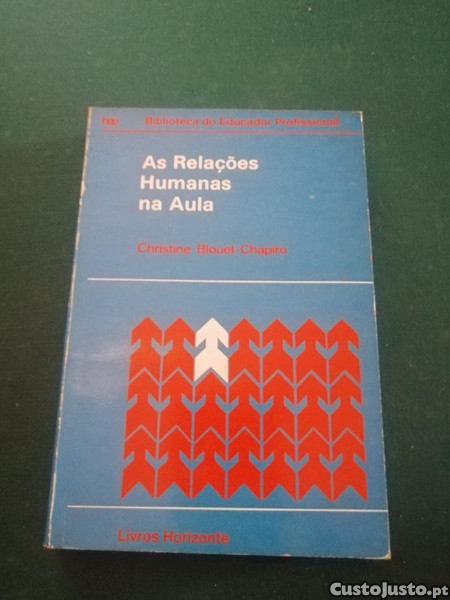 bep Biblioteca do Educador Profissional
As Relações
Humanas
na Aula
Christine Blouet-Chapiro
Livros Horizonte
CustoJusto.pt